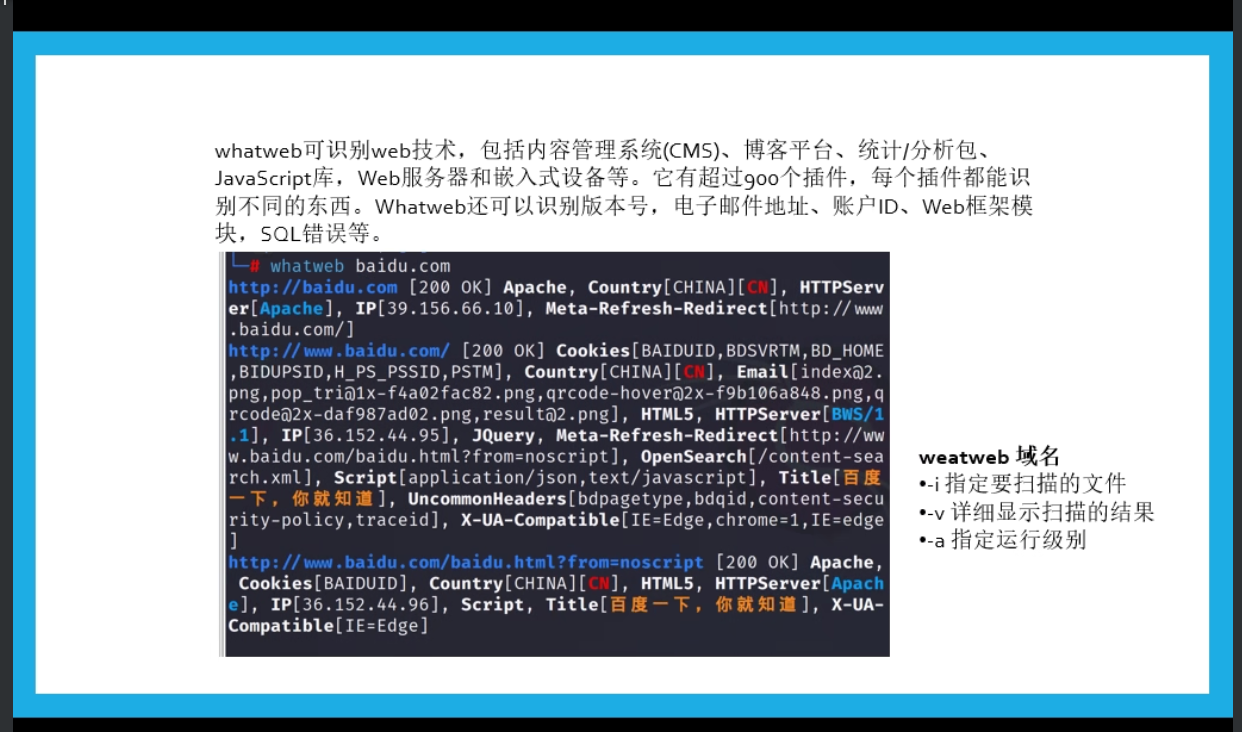 whatweb可识别web技术，包括内容管理系统(CMS)、博客平台、统计/分析包、
JavaScript库，Web服务器和嵌入式设备等。它有超过900个插件，每个插件都能识
别不同的东西。Whatweb还可以识别版本号，电子邮件地址、账户ID、Web框架模
块，SQL错误等。
└─# whatweb baidu.com
http://baidu.com [200 OK] Apache, Country[CHINA][CN], HTTPServ
er[Apache], IP[39.156.66.10], Meta-Refresh-Redirect[http://www
.baidu.com/]
http://www.baidu.com/ [200 OK] Cookies[BAIDUID,BDSVRTM,BD_HOME
,BIDUPSID,H_PS_PSSID,PSTM], Country[CHINA][CN], Email[index@2.
png,pop_tri@1x-f4a02fac82.png,qrcode-hover@2x-f9b106a848.png,q
rcode@2x-daf987ad02.png,result@2.png], HTML5, HTTPServer[BWS/1
.1], IP[36.152.44.95], JQuery, Meta-Refresh-Redirect[http://ww
w.baidu.com/baidu.html?from=noscript], OpenSearch[/content-sea
rch.xml], Script[application/json,text/javascript], Title[百度
一下，你就知道], UncommonHeaders[bdpagetype,bdqid,content-secu
rity-policy,traceid], X-UA-Compatible[IE=Edge,chrome=1,IE=edge
]
http://www.baidu.com/baidu.html?from=noscript [200 OK] Apache,
Cookies[BAIDUID], Country[CHINA][CN], HTML5, HTTPServer[Apach
e], IP[36.152.44.96], Script, Title[百度一下，你就知道], X-UA-
Compatible[IE=Edge]
weatweb 域名
•-i 指定要扫描的文件
•-v 详细显示扫描的结果
•-a 指定运行级别